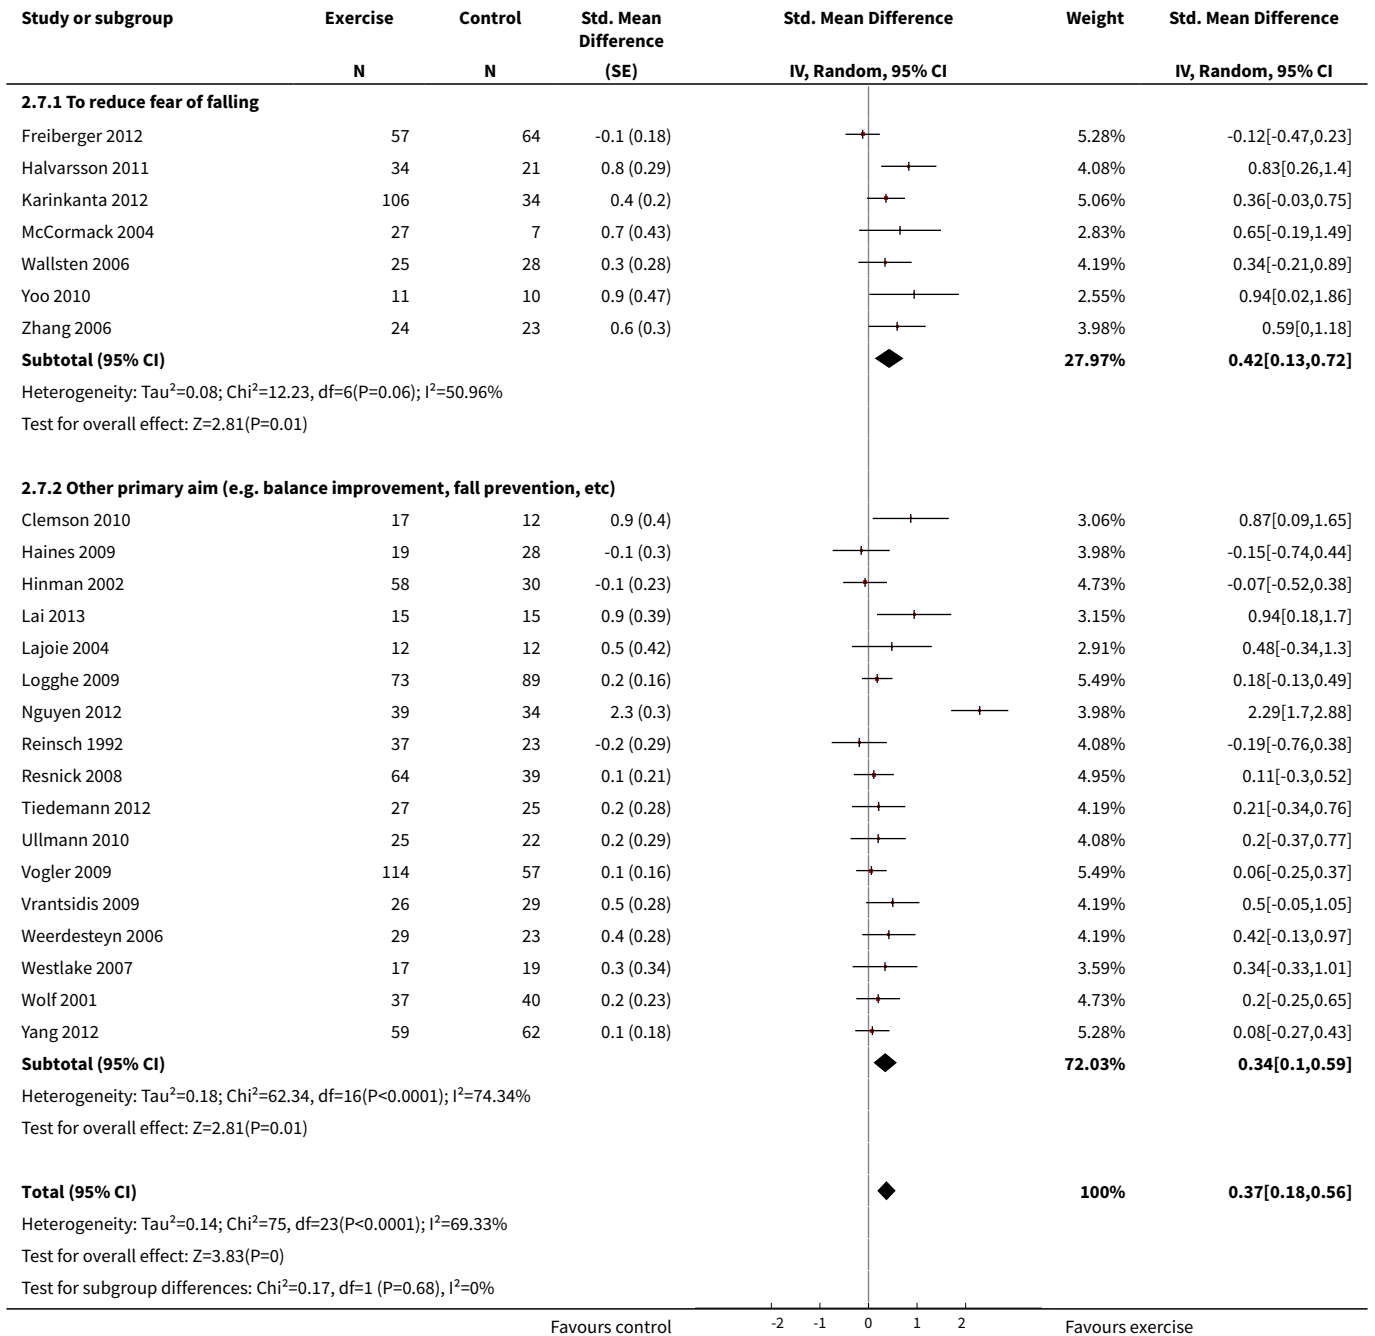 Study or subgroup Exercise Control Std. Mean Difference Std. Mean Difference Weight Std. Mean Difference
N N (SE) IV, Random, 95% CI IV, Random, 95% CI
2.7.1 To reduce fear of falling
Freiberger 2012 57 64 -0.1 (0.18) 5.28% -0.12[-0.47,0.23]
Halvarsson 2011 34 21 0.8 (0.29) 4.08% 0.83[0.26,1.4]
Karinkanta 2012 106 34 0.4 (0.2) 5.06% 0.36[-0.03,0.75]
McCormack 2004 27 7 0.7 (0.43) 2.83% 0.65[-0.19,1.49]
Wallsten 2006 25 28 0.3 (0.28) 4.19% 0.34[-0.21,0.89]
Yoo 2010 11 10 0.9 (0.47) 2.55% 0.94[0.02,1.86]
Zhang 2006 24 23 0.6 (0.3) 3.98% 0.59[0,1.18]
Subtotal (95% CI) 27.97% 0.42[0.13,0.72]
Heterogeneity: Tau²=0.08; Chi²=12.23, df=6(P=0.06); I²=50.96%
Test for overall effect: Z=2.81(P=0.01)
2.7.2 Other primary aim (e.g. balance improvement, fall prevention, etc)
Clemson 2010 17 12 0.9 (0.4) 3.06% 0.87[0.09,1.65]
Haines 2009 19 28 -0.1 (0.3) 3.98% -0.15[-0.74,0.44]
Hinman 2002 58 30 -0.1 (0.23) 4.73% -0.07[-0.52,0.38]
Lai 2013 15 15 0.9 (0.39) 3.15% 0.94[0.18,1.7]
Lajoie 2004 12 12 0.5 (0.42) 2.91% 0.48[-0.34,1.3]
Logghe 2009 73 89 0.2 (0.16) 5.49% 0.18[-0.13,0.49]
Nguyen 2012 39 34 2.3 (0.3) 3.98% 2.29[1.7,2.88]
Reinsch 1992 37 23 -0.2 (0.29) 4.08% -0.19[-0.76,0.38]
Resnick 2008 64 39 0.1 (0.21) 4.95% 0.11[-0.3,0.52]
Tiedemann 2012 27 25 0.2 (0.28) 4.19% 0.21[-0.34,0.76]
Ullmann 2010 25 22 0.2 (0.29) 4.08% 0.2[-0.37,0.77]
Vogler 2009 114 57 0.1 (0.16) 5.49% 0.06[-0.25,0.37]
Vrantsidis 2009 26 29 0.5 (0.28) 4.19% 0.5[-0.05,1.05]
Weerdesteyn 2006 29 23 0.4 (0.28) 4.19% 0.42[-0.13,0.97]
Westlake 2007 17 19 0.3 (0.34) 3.59% 0.34[-0.33,1.01]
Wolf 2001 37 40 0.2 (0.23) 4.73% 0.2[-0.25,0.65]
Yang 2012 59 62 0.1 (0.18) 5.28% 0.08[-0.27,0.43]
Subtotal (95% CI) 72.03% 0.34[0.1,0.59]
Heterogeneity: Tau²=0.18; Chi²=62.34, df=16(P<0.0001); I²=74.34%
Test for overall effect: Z=2.81(P=0.01)
Total (95% CI) 100% 0.37[0.18,0.56]
Heterogeneity: Tau²=0.14; Chi²=75, df=23(P<0.0001); I²=69.33%
Test for overall effect: Z=3.83(P=0)
Test for subgroup differences: Chi²=0.17, df=1 (P=0.68), I²=0%
Favours control -2 -1 0 1 2 Favours exercise